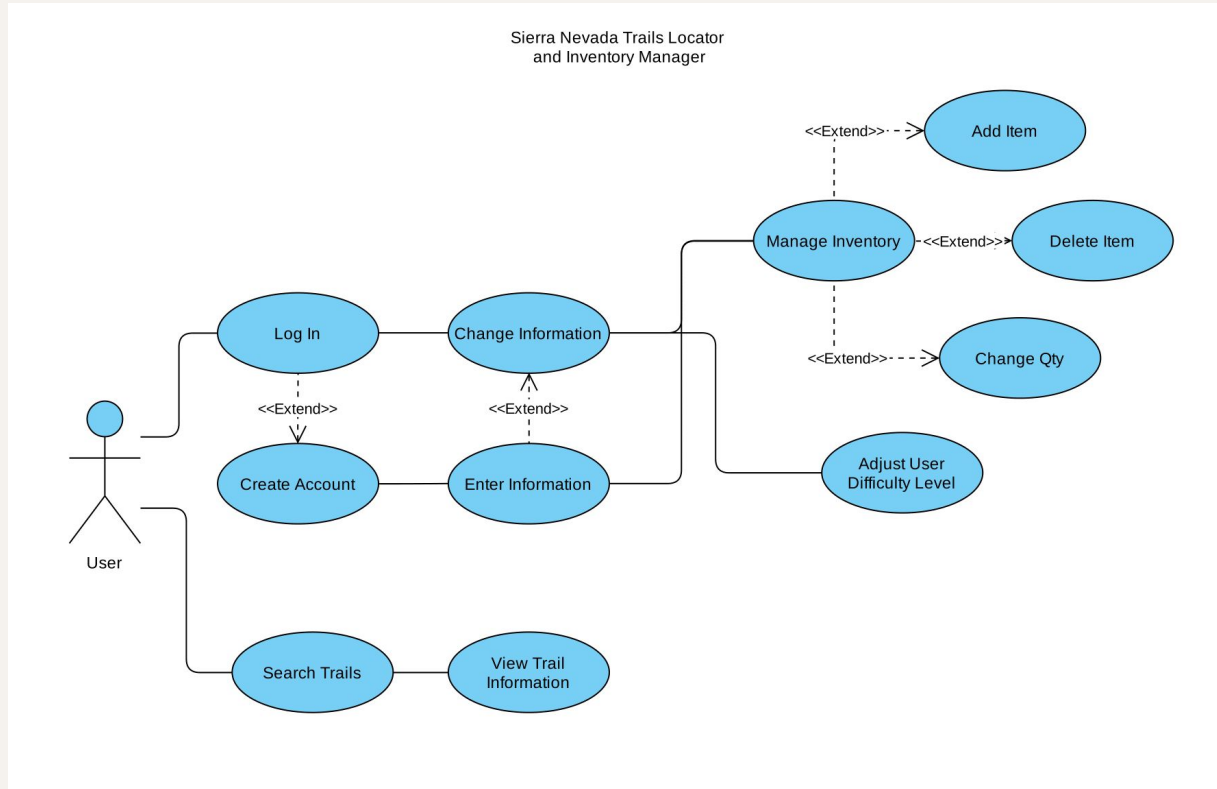 Sierra Nevada Trails Locator
and Inventory Manager
<<Extend>>
Add Item
Manage Inventory
<<Extend>>
Delete Item
Log In
Change Information
<<Extend>>
Change Qty
<<Extend>>
<<Extend>>
Create Account
Enter Information
Adjust User
Difficulty Level
User
Search Trails
View Trail
Information